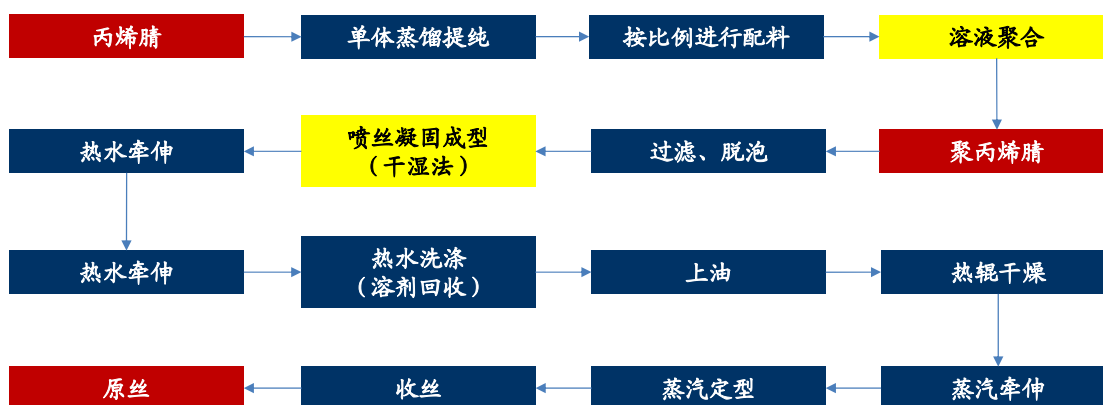 丙烯腈
单体蒸馏提纯
按比例进行配料
溶液聚合
聚丙烯腈
过滤、脱泡
喷丝凝固成型
（干湿法）
热水牵伸
热水牵伸
热水洗涤
（溶剂回收）
上油
热辊干燥
蒸汽牵伸
蒸汽定型
收丝
原丝